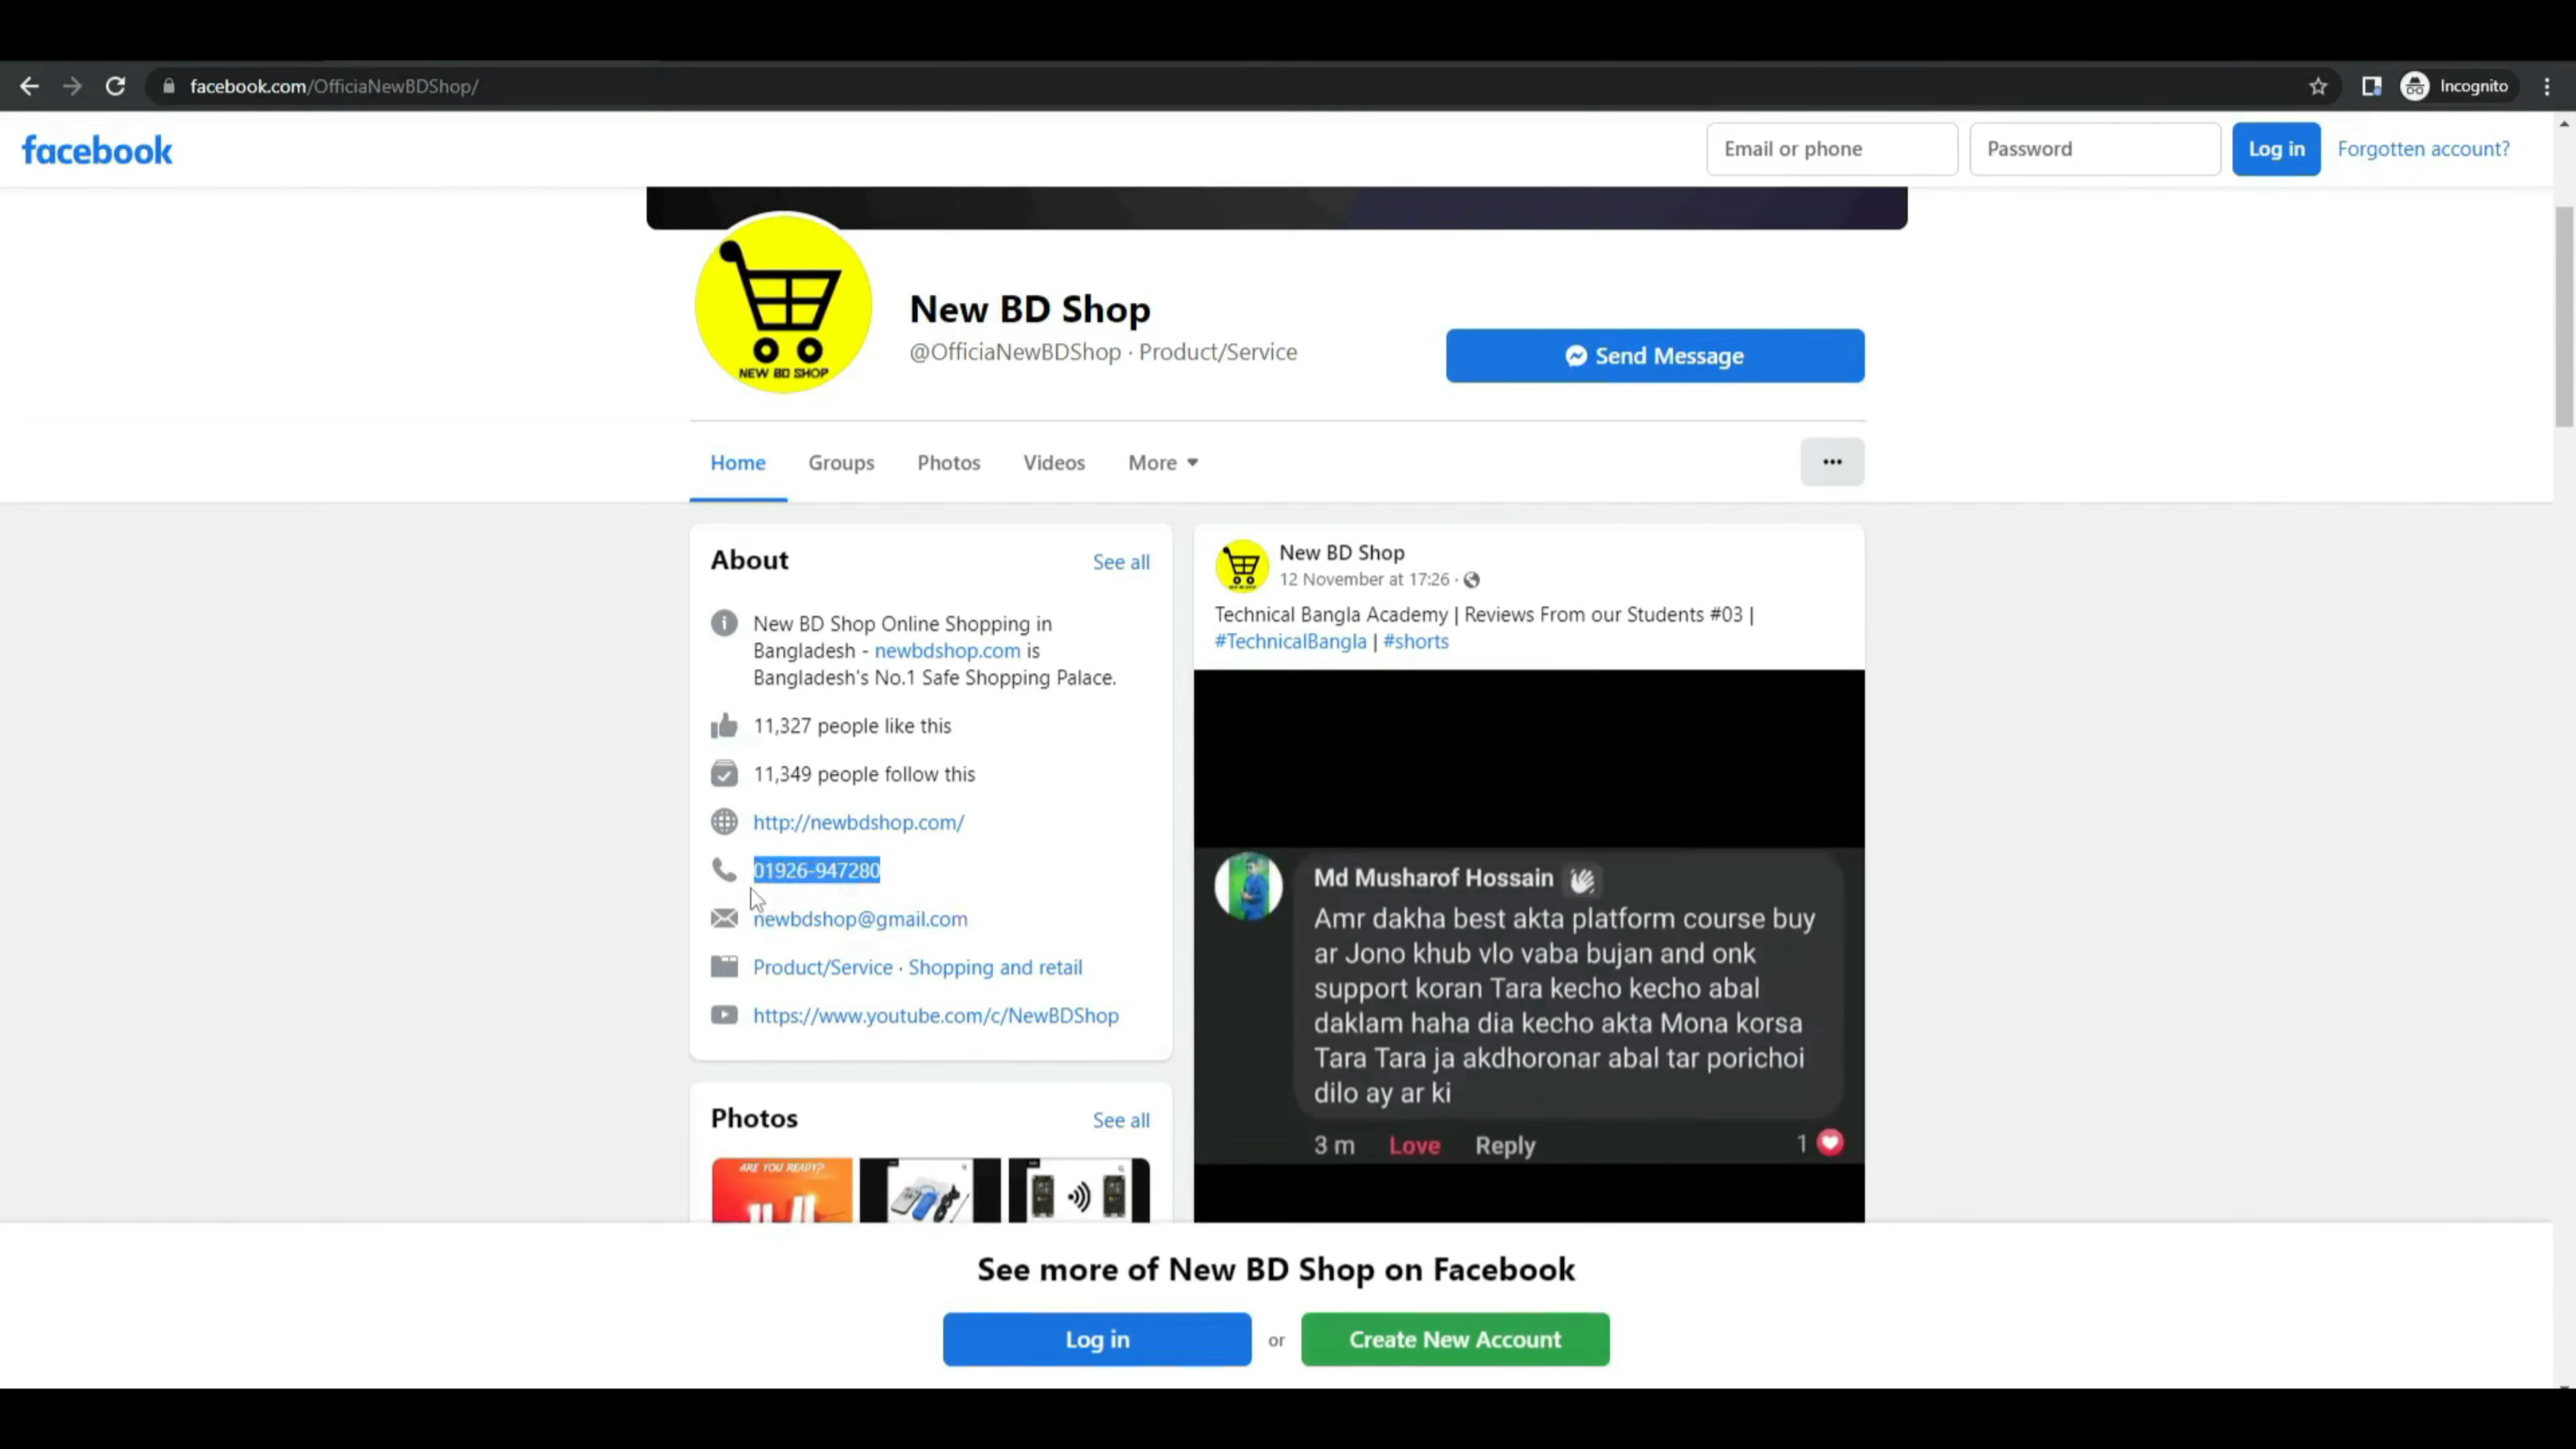 facebook.com/OfficiaNewBDShop/
Incognito
facebook
Email or phone
Password
Log in
Forgotten account?
NEW BD SHOP
New BD Shop
@OfficiaNewBDShop · Product/Service
Send Message
Home
Groups
Photos
Videos
More
About
See all
New BD Shop Online Shopping in
Bangladesh - newbdshop.com is
Bangladesh's No.1 Safe Shopping Palace.
11,327 people like this
11,349 people follow this
http://newbdshop.com/
01926-947280
newbdshop@gmail.com
Product/Service · Shopping and retail
https://www.youtube.com/c/NewBDShop
Photos
See all
ARE YOU READY?
New BD Shop
12 November at 17:26 ·
Technical Bangla Academy | Reviews From our Students #03 |
#TechnicalBangla | #shorts
Md Musharof Hossain
Amr dakha best akta platform course buy
ar Jono khub vlo vaba bujan and onk
support koran Tara kecho kecho abal
daklam haha dia kecho akta Mona korsa
Tara Tara ja akdhoronar abal tar porichoi
dilo ay ar ki
3 m
Love
Reply
1
See more of New BD Shop on Facebook
Log in
or
Create New Account